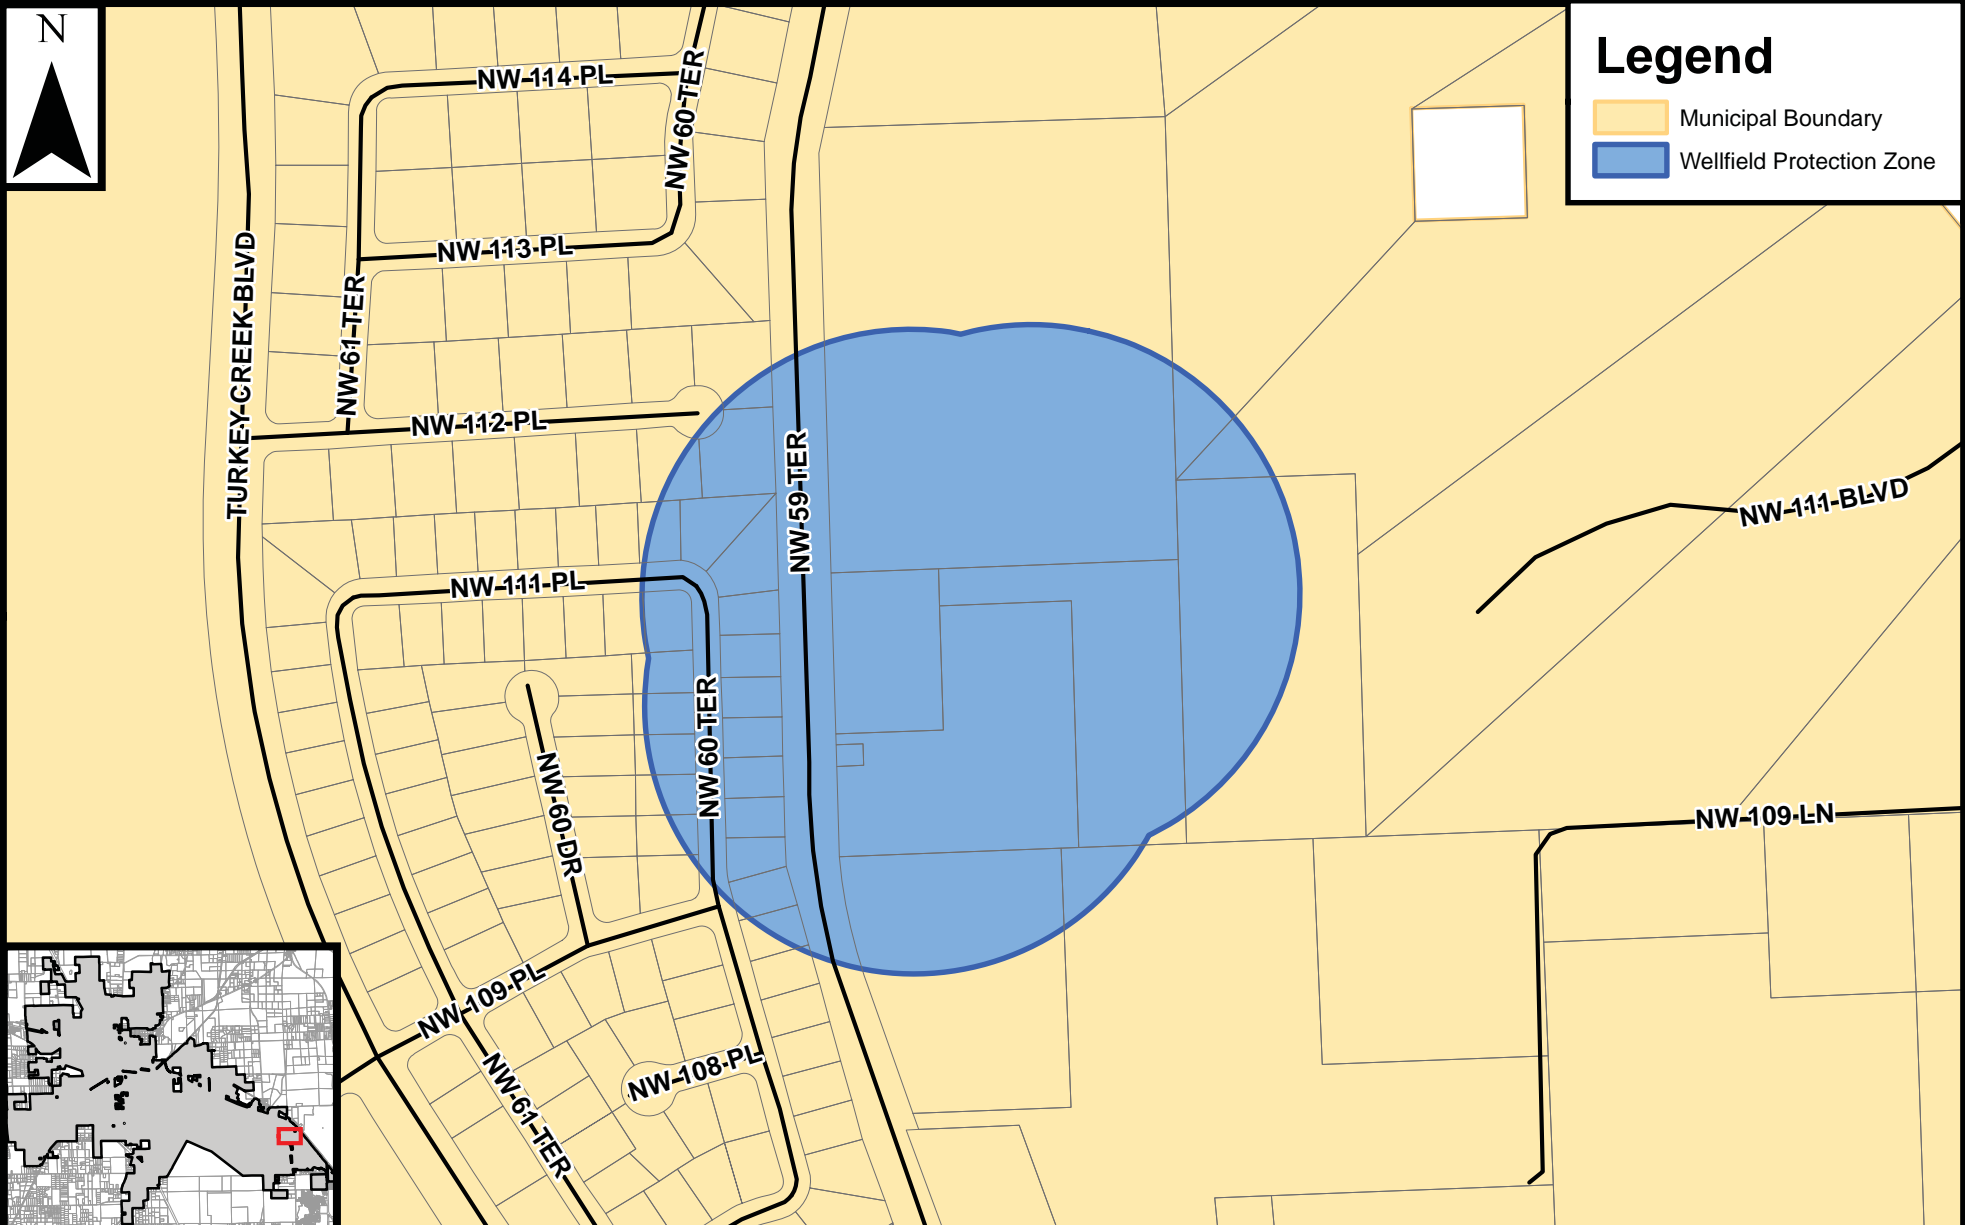 N
Legend
Municipal Boundary
Wellfield Protection Zone
NW 114 PL
NW 60 TER
NW 113 PL
TURKEY CREEK BLVD
NW 61 TER
NW 112 PL
NW 59 TER
NW 111 BLVD
NW 111 PL
NW 60 TER
NW 60 DR
NW 109 LN
NW 109 PL
NW 108 PL
NW 61 TER